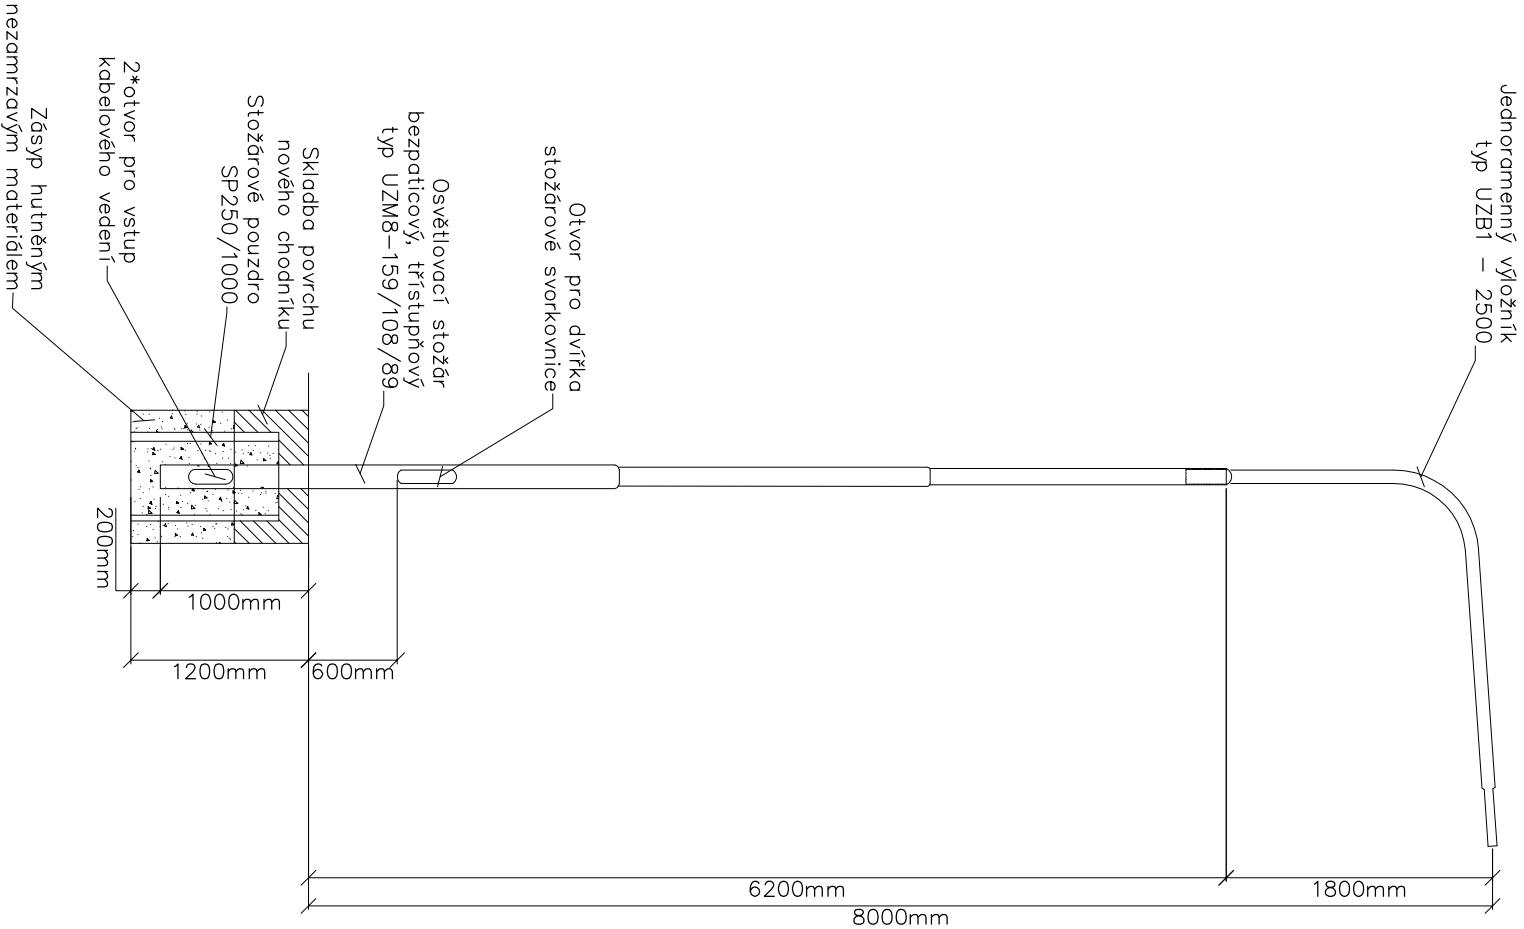 Jednoramenný výložník
typ UZB1 - 2500
Otvor pro dvířka
stožárové svorkovnice
Osvětlovací stožár
bezpaticový, třístupňový
typ UZM8-159/108/89
Skladba povrchu
nového chodníku
Stožárové pouzdro
SP250/1000
2*otvor pro vstup
kabelového vedení
Zásyp hutněným
nezamrzavým materiálem
200mm
1000mm
1200mm
600mm
6200mm
1800mm
8000mm